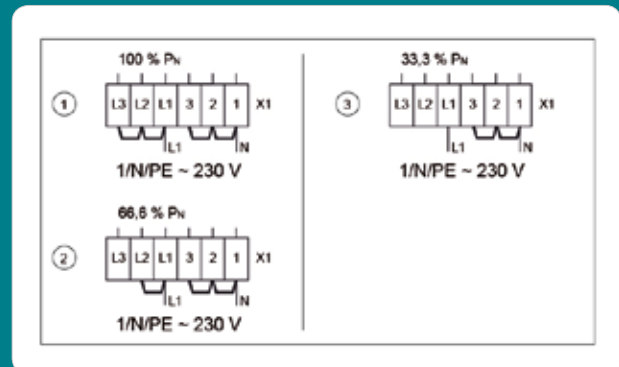 100 % PN
1 L3 L2 L1 3 2 1 X1
L1 N
1/N/PE ~ 230 V
66,6 % PN
2 L3 L2 L1 3 2 1 X1
L1 N
1/N/PE ~ 230 V
33,3 % PN
3 L3 L2 L1 3 2 1 X1
L1 N
1/N/PE ~ 230 V